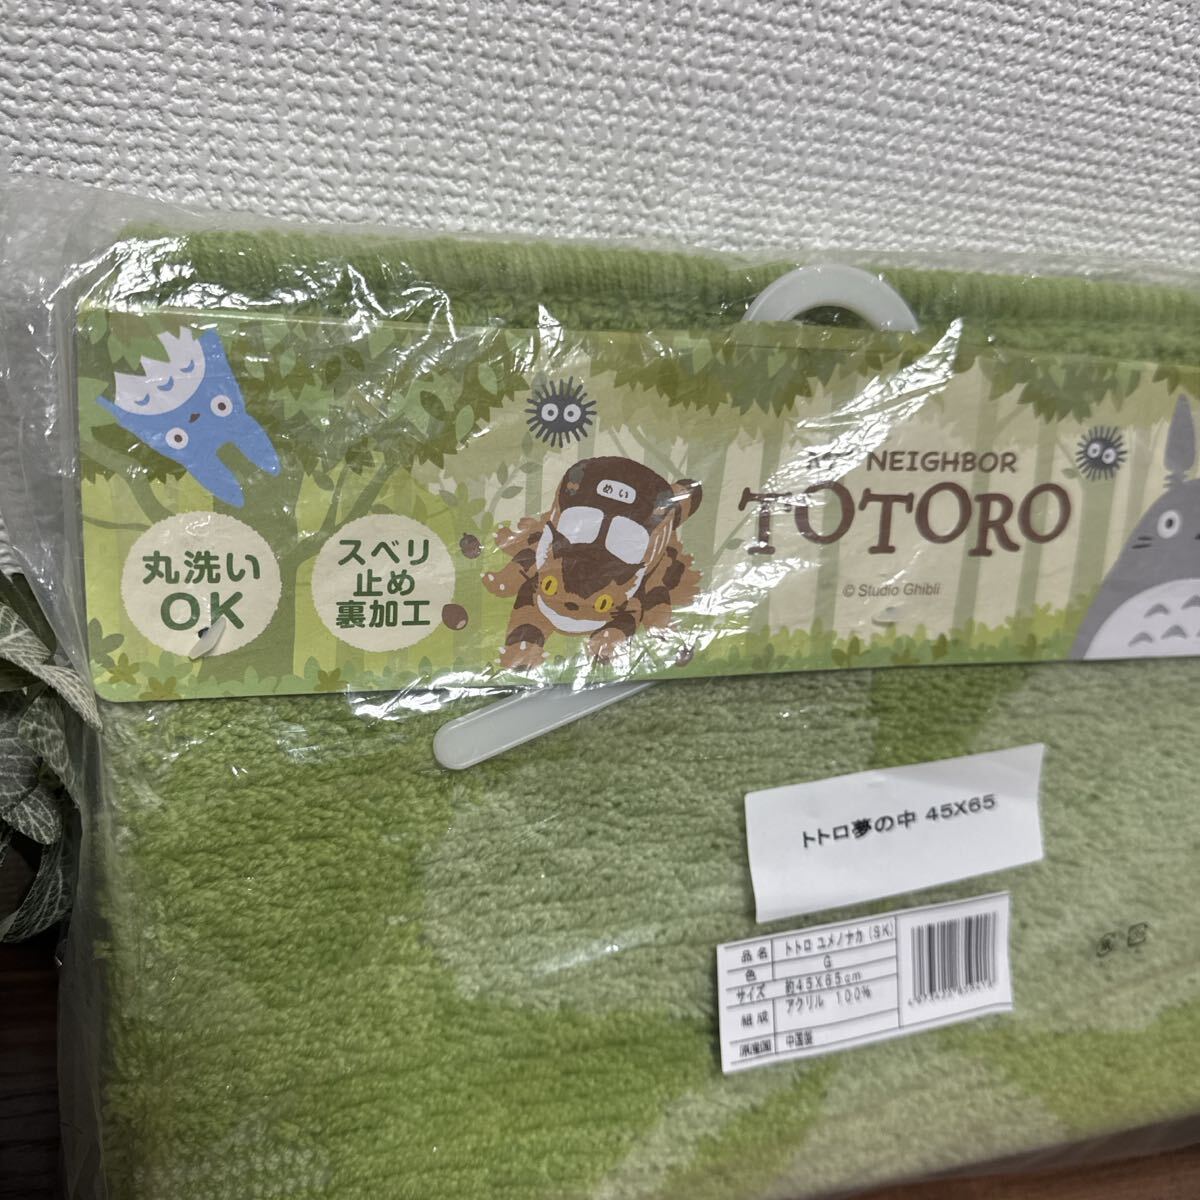 丸洗い
OK
スベリ
止め
裏加工
めい
MY NEIGHBOR
TOTORO
© Studio Ghibli
トトロ夢の中 45X65
品名 トトロ ユメノナカ(SK)
色 G
サイズ 約45X65cm
組成 アクリル 100%
原産国 中国製